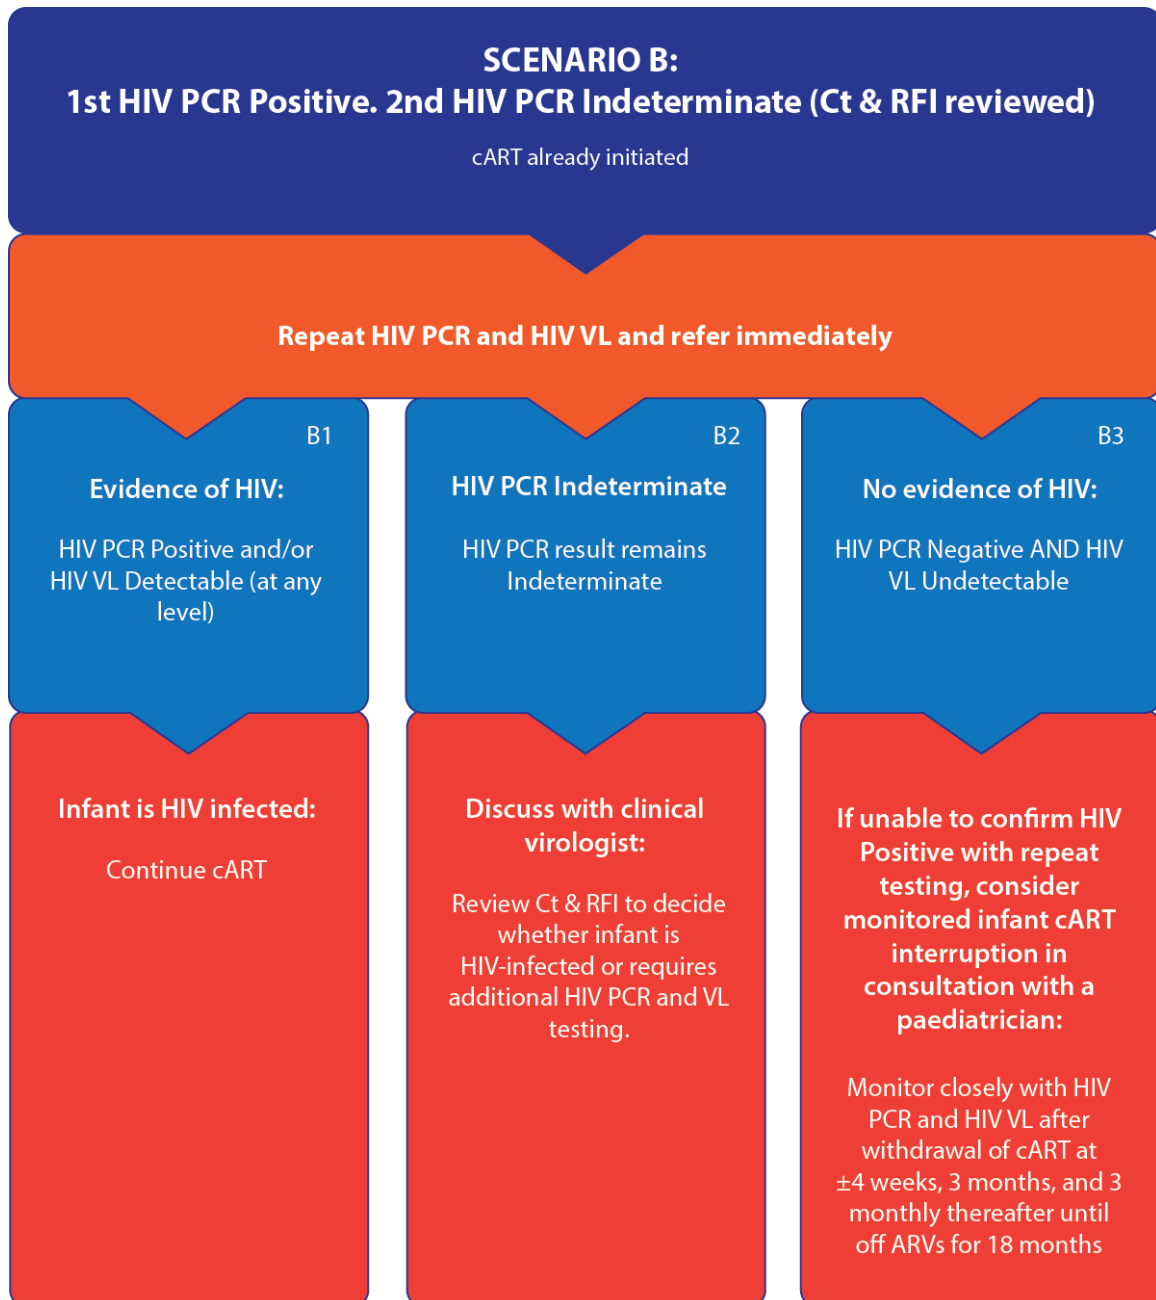 SCENARIO B:
1st HIV PCR Positive. 2nd HIV PCR Indeterminate (Ct & RFI reviewed)
cART already initiated
Repeat HIV PCR and HIV VL and refer immediately
B1
Evidence of HIV:
HIV PCR Positive and/or
HIV VL Detectable (at any
level)
B2
HIV PCR Indeterminate
HIV PCR result remains
Indeterminate
B3
No evidence of HIV:
HIV PCR Negative AND HIV
VL Undetectable
Infant is HIV infected:
Continue cART
Discuss with clinical
virologist:
Review Ct & RFI to decide
whether infant is
HIV-infected or requires
additional HIV PCR and VL
testing.
If unable to confirm HIV
Positive with repeat
testing, consider
monitored infant cART
interruption in
consultation with a
paediatrician:
Monitor closely with HIV
PCR and HIV VL after
withdrawal of cART at
±4 weeks, 3 months, and 3
monthly thereafter until
off ARVs for 18 months